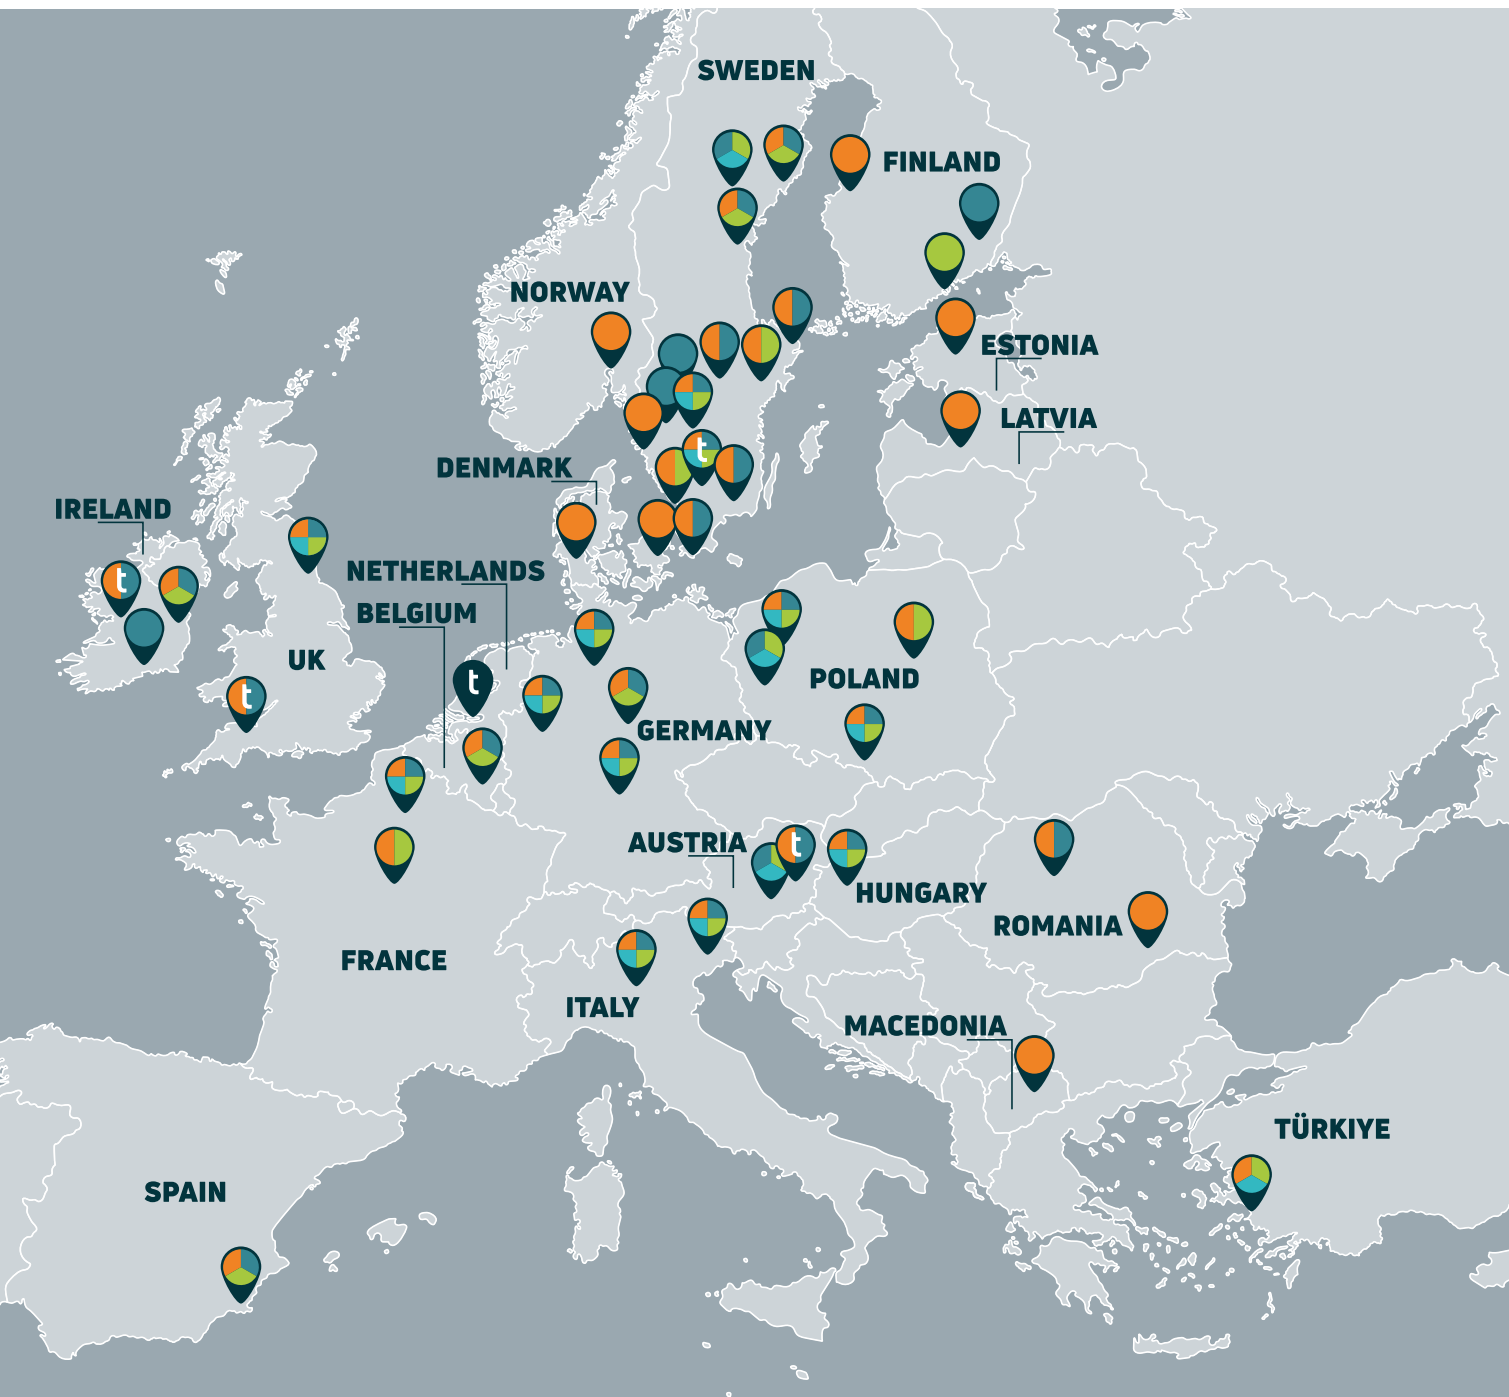 SWEDEN
FINLAND
NORWAY
ESTONIA
LATVIA
t
DENMARK
IRELAND
NETHERLANDS
t
BELGIUM
UK
POLAND
t
t
GERMANY
AUSTRIA
t
HUNGARY
ROMANIA
FRANCE
ITALY
MACEDONIA
TÜRKIYE
SPAIN